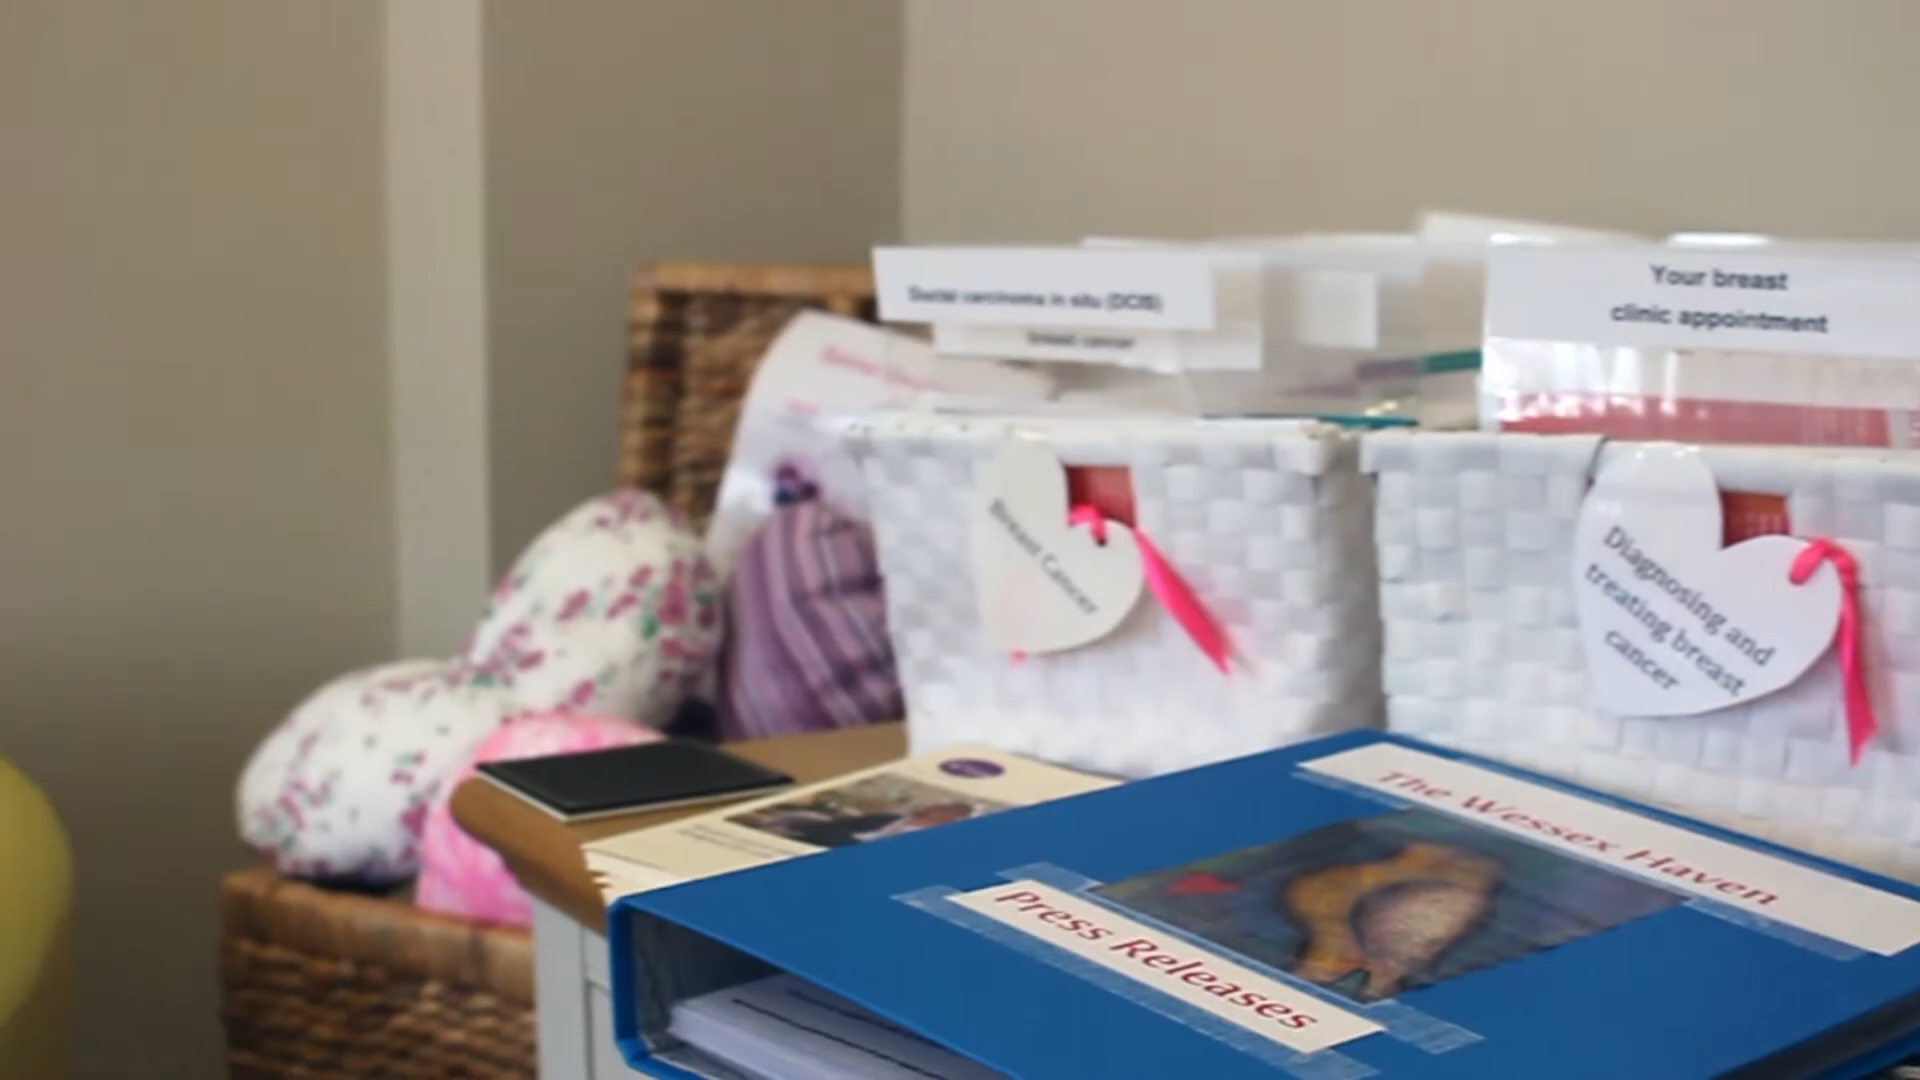 Ductal carcinoma in situ (DCIS)
breast cancer
Your breast
clinic appointment
Breast Cancer
Diagnosing and
treating breast
cancer
The Wessex Haven
Press Releases